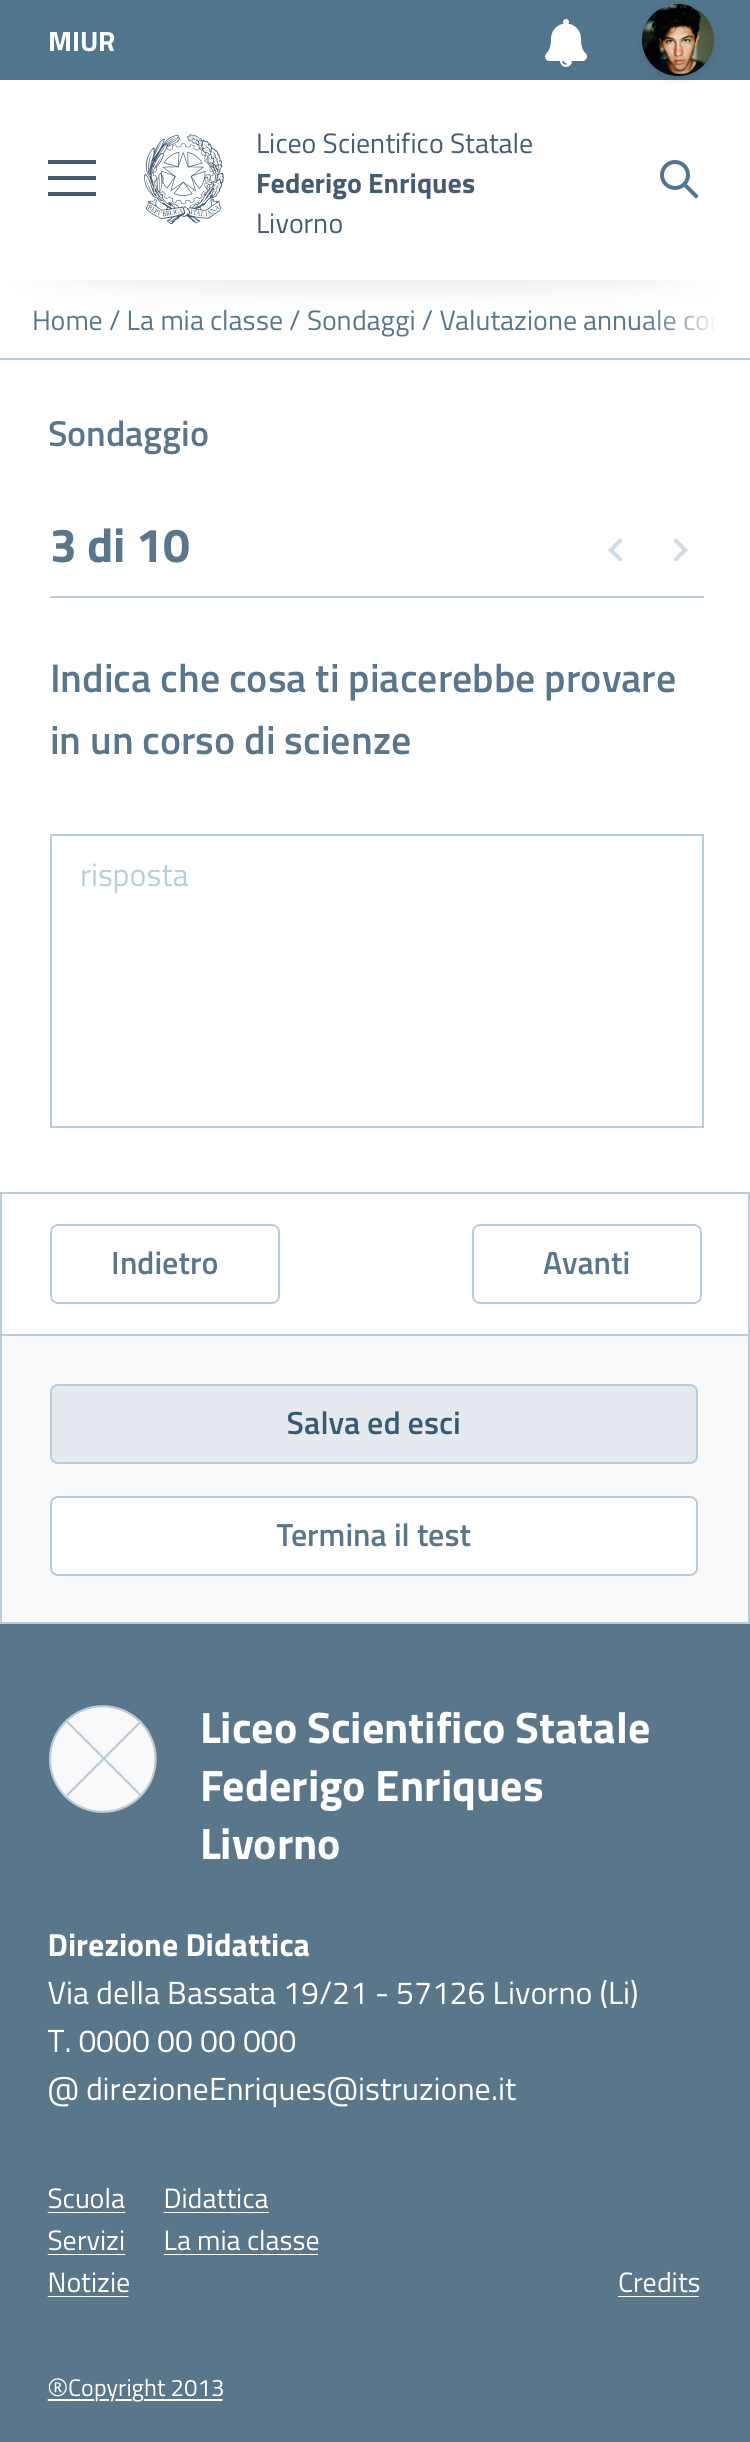 MIUR
Liceo Scientifico Statale
Federigo Enriques
Livorno
REPVBBLICA ITALIANA
Home / La mia classe / Sondaggi / Valutazione annuale cor
Sondaggio
3 di 10
Indica che cosa ti piacerebbe provare
in un corso di scienze
risposta
Indietro
Avanti
Salva ed esci
Termina il test
Liceo Scientifico Statale
Federigo Enriques
Livorno
Direzione Didattica
Via della Bassata 19/21 - 57126 Livorno (Li)
T. 0000 00 00 000
@ direzioneEnriques@istruzione.it
Scuola Didattica
Servizi La mia classe
Notizie Credits
®Copyright 2013